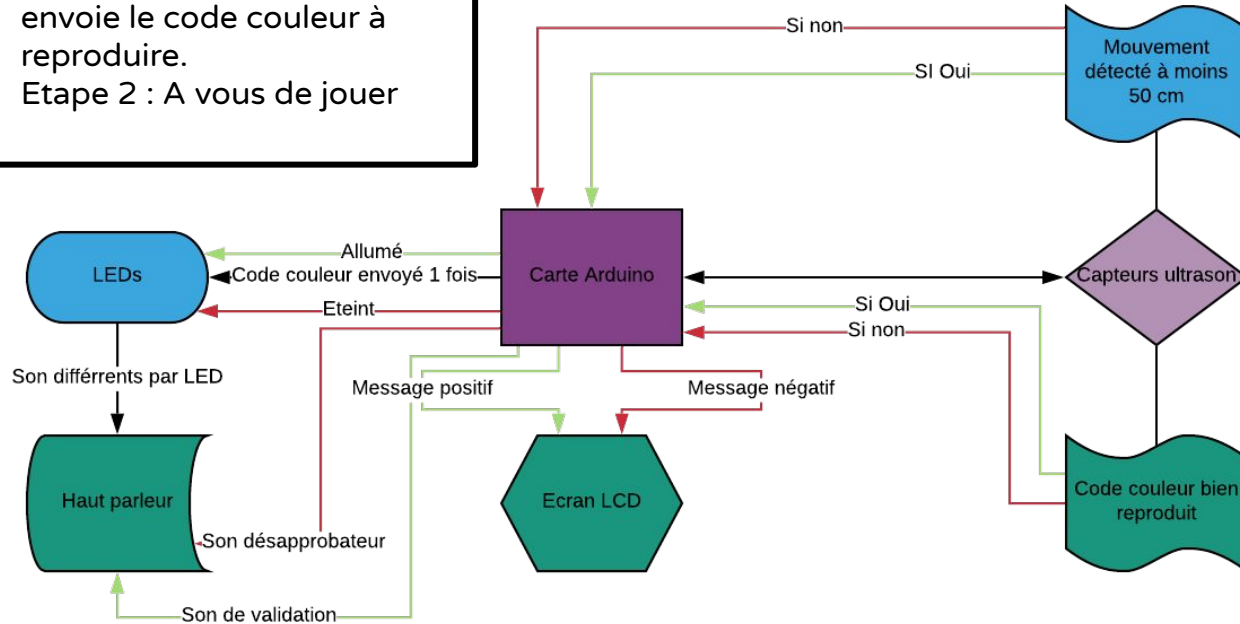 envoie le code couleur à
reproduire.
Etape 2 : A vous de jouer
Si non
SI Oui
Mouvement
détecté à moins
50 cm
Allumé
LEDs
Code couleur envoyé 1 fois
Carte Arduino
Capteurs ultrason
Eteint
Si Oui
Si non
Son différrents par LED
Message positif
Message négatif
Haut parleur
Ecran LCD
Code couleur bien
reproduit
Son désapprobateur
Son de validation